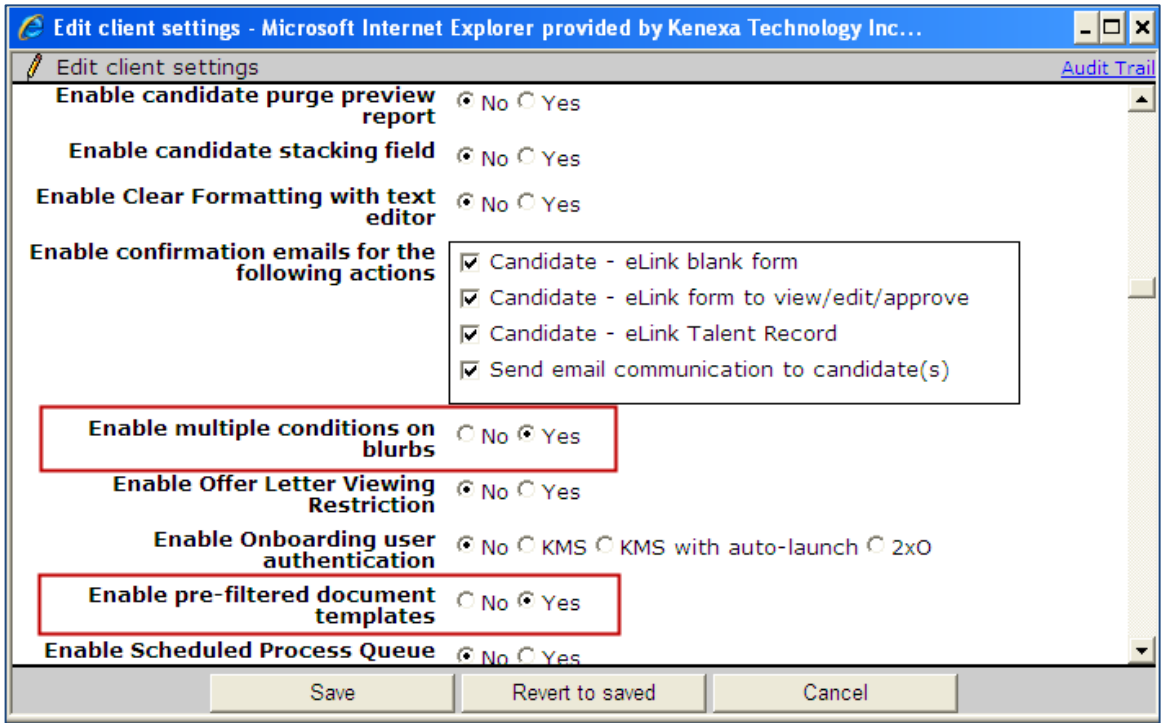 Edit client settings - Microsoft Internet Explorer provided by Kenexa Technology Inc...
Edit client settings
Audit Trail
Enable candidate purge preview
report
No Yes
Enable candidate stacking field
No Yes
Enable Clear Formatting with text
editor
No Yes
Enable confirmation emails for the
following actions
Candidate - eLink blank form
Candidate - eLink form to view/edit/approve
Candidate - eLink Talent Record
Send email communication to candidate(s)
Enable multiple conditions on
blurbs
No Yes
Enable Offer Letter Viewing
Restriction
No Yes
Enable Onboarding user
authentication
No KMS KMS with auto-launch 2xO
Enable pre-filtered document
templates
No Yes
Enable Scheduled Process Queue
No Yes
Save Revert to saved Cancel